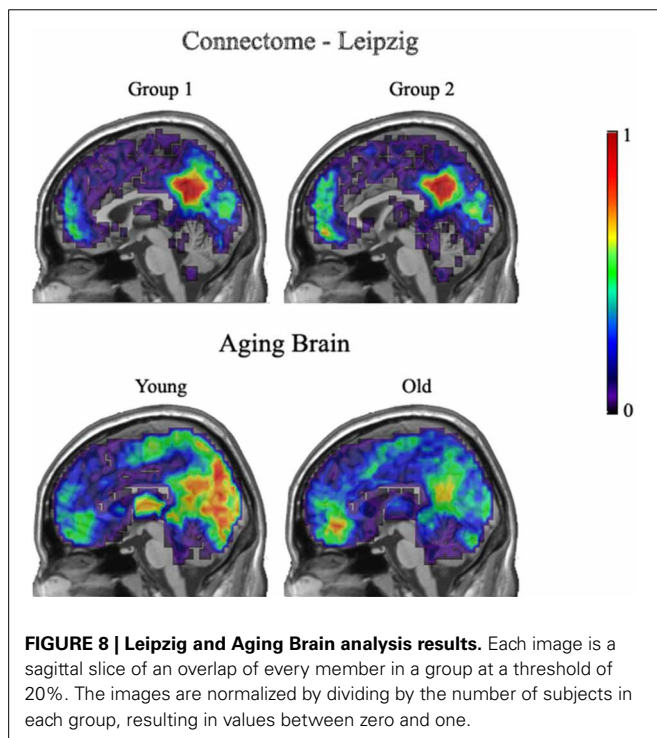 Connectome - Leipzig
Group 1 Group 2
1
0
Aging Brain
Young Old
FIGURE 8 | Leipzig and Aging Brain analysis results. Each image is a
sagittal slice of an overlap of every member in a group at a threshold of
20%. The images are normalized by dividing by the number of subjects in
each group, resulting in values between zero and one.